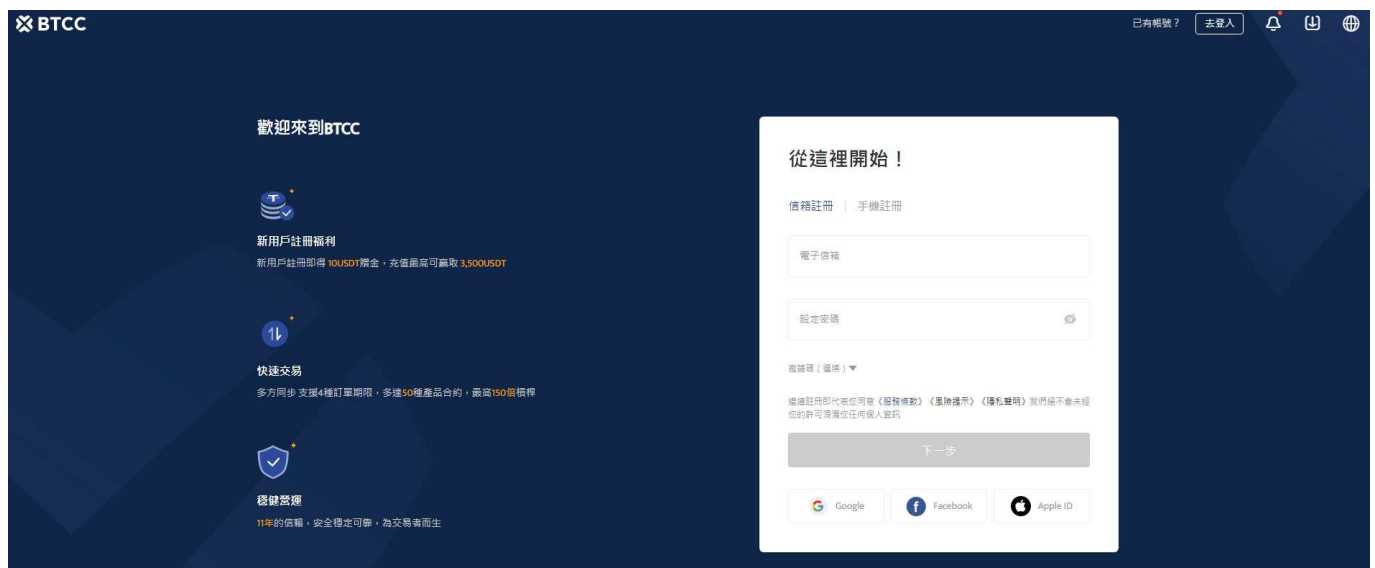 BTCC
已有帳號？ 去登入
歡迎來到BTCC
新用戶註冊福利
新用戶註冊即得 10USDT贈金，充值最高可贏取 3,500USDT
快速交易
多方同步 支援4種訂單期限，多達50種產品合約，最高150倍槓桿
穩健營運
11年的信賴，安全穩定可靠，為交易者而生
從這裡開始！
信箱註冊 | 手機註冊
電子信箱
設定密碼
邀請碼（選填）
繼續註冊即代表您同意《服務條款》《風險提示》《隱私聲明》我們絕不會未經
您的許可洩漏您任何個人資訊
下一步
Google Facebook Apple ID